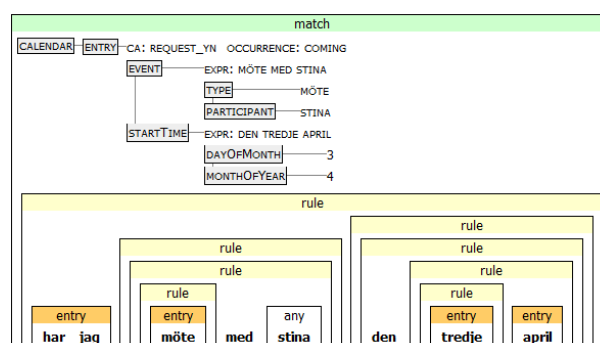 match
CALENDAR ENTRY CA: REQUEST_YN OCCURRENCE: COMING
EVENT EXPR: MÖTE MED STINA
TYPE MÖTE
PARTICIPANT STINA
STARTTIME EXPR: DEN TREDJE APRIL
DAYOFMONTH 3
MONTHOFYEAR 4
rule
rule
rule rule
rule rule
rule rule
entry entry any entry entry
har jag möte med stina den tredje april